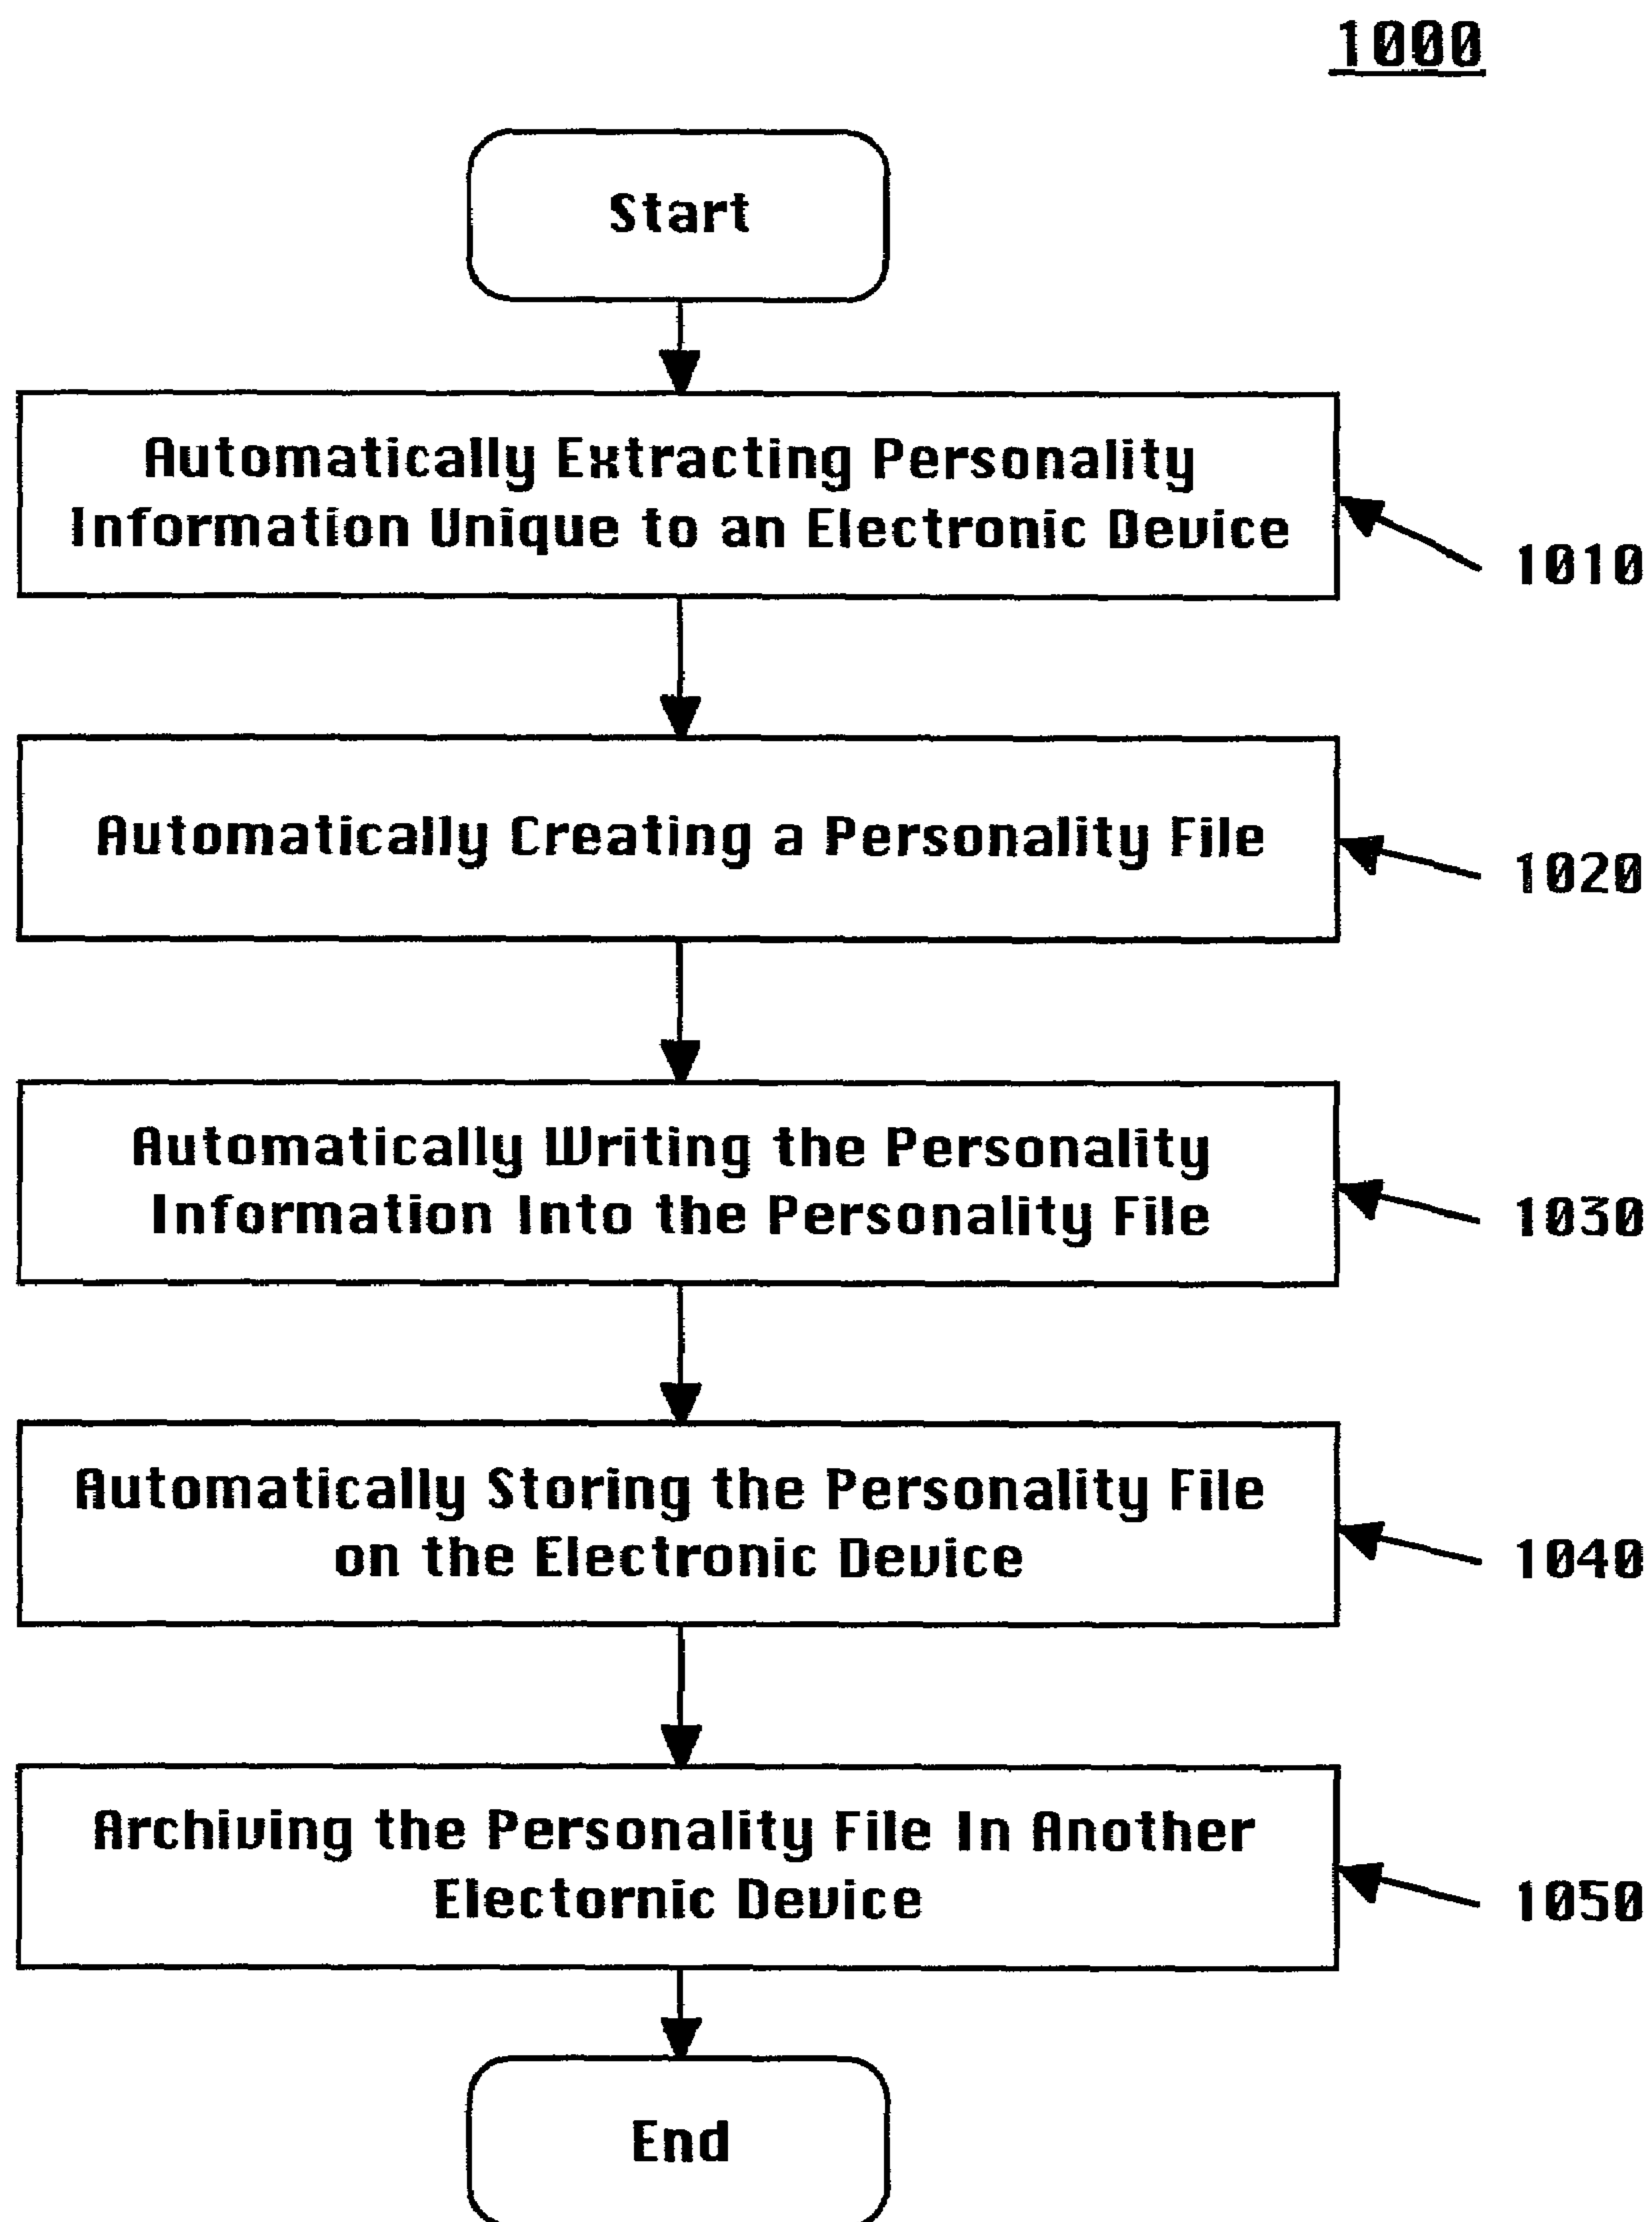 1000
Start
Automatically Extracting Personality
Information Unique to an Electronic Device
1010
Automatically Creating a Personality File
1020
Automatically Writing the Personality
Information Into the Personality File
1030
Automatically Storing the Personality File
on the Electronic Device
1040
Archiving the Personality File In Another
Electornic Device
1050
End